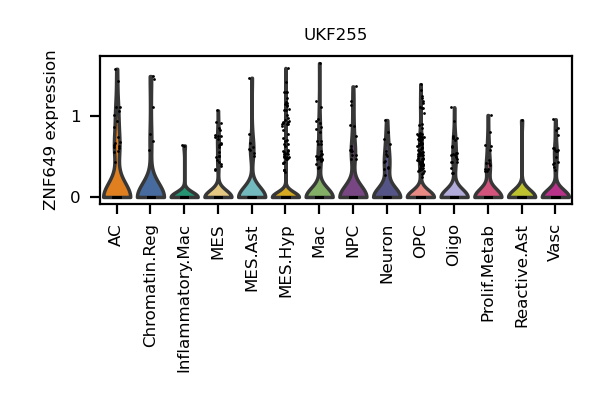 UKF255
ZNF649 expression
1
0
AC
Chromatin.Reg
Inflammatory.Mac
MES
MES.Ast
MES.Hyp
Mac
NPC
Neuron
OPC
Oligo
Prolif.Metab
Reactive.Ast
Vasc